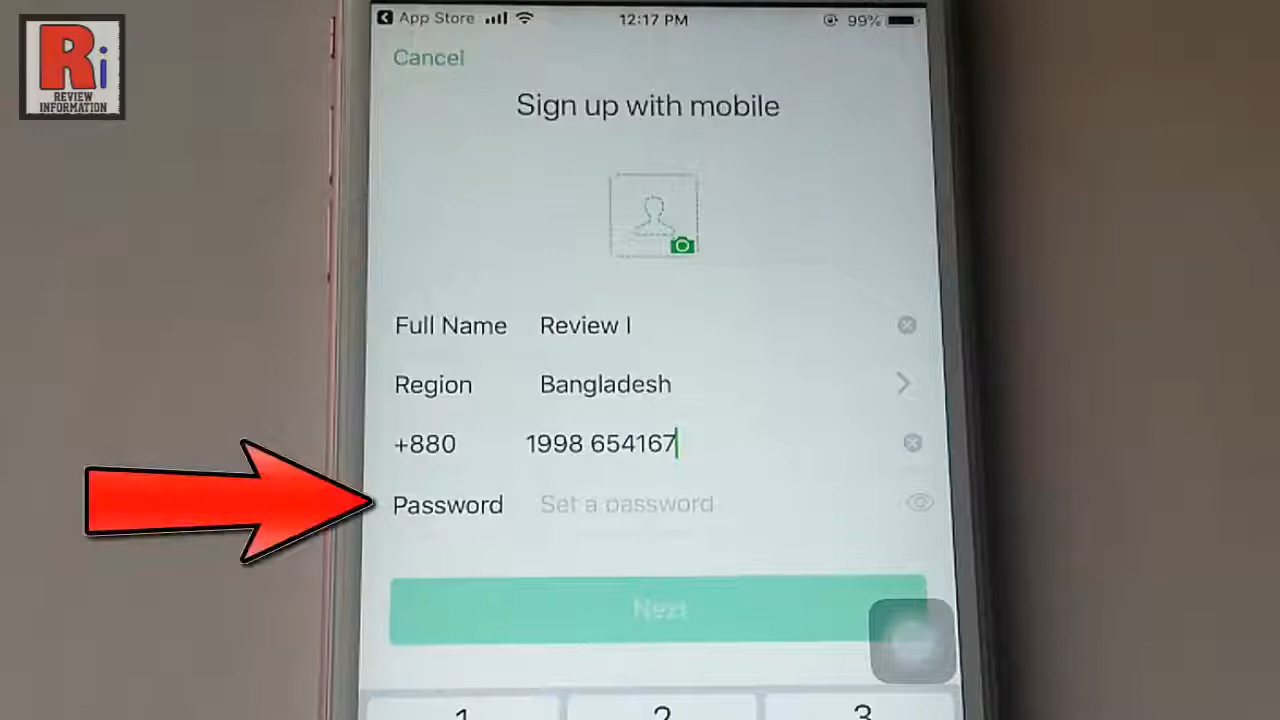 Ri
REVIEW
INFORMATION
App Store
12:17 PM
99%
Cancel
Sign up with mobile
Full Name Review I
Region Bangladesh
+880 1998 654167
Password Set a password
Next
1 2 3